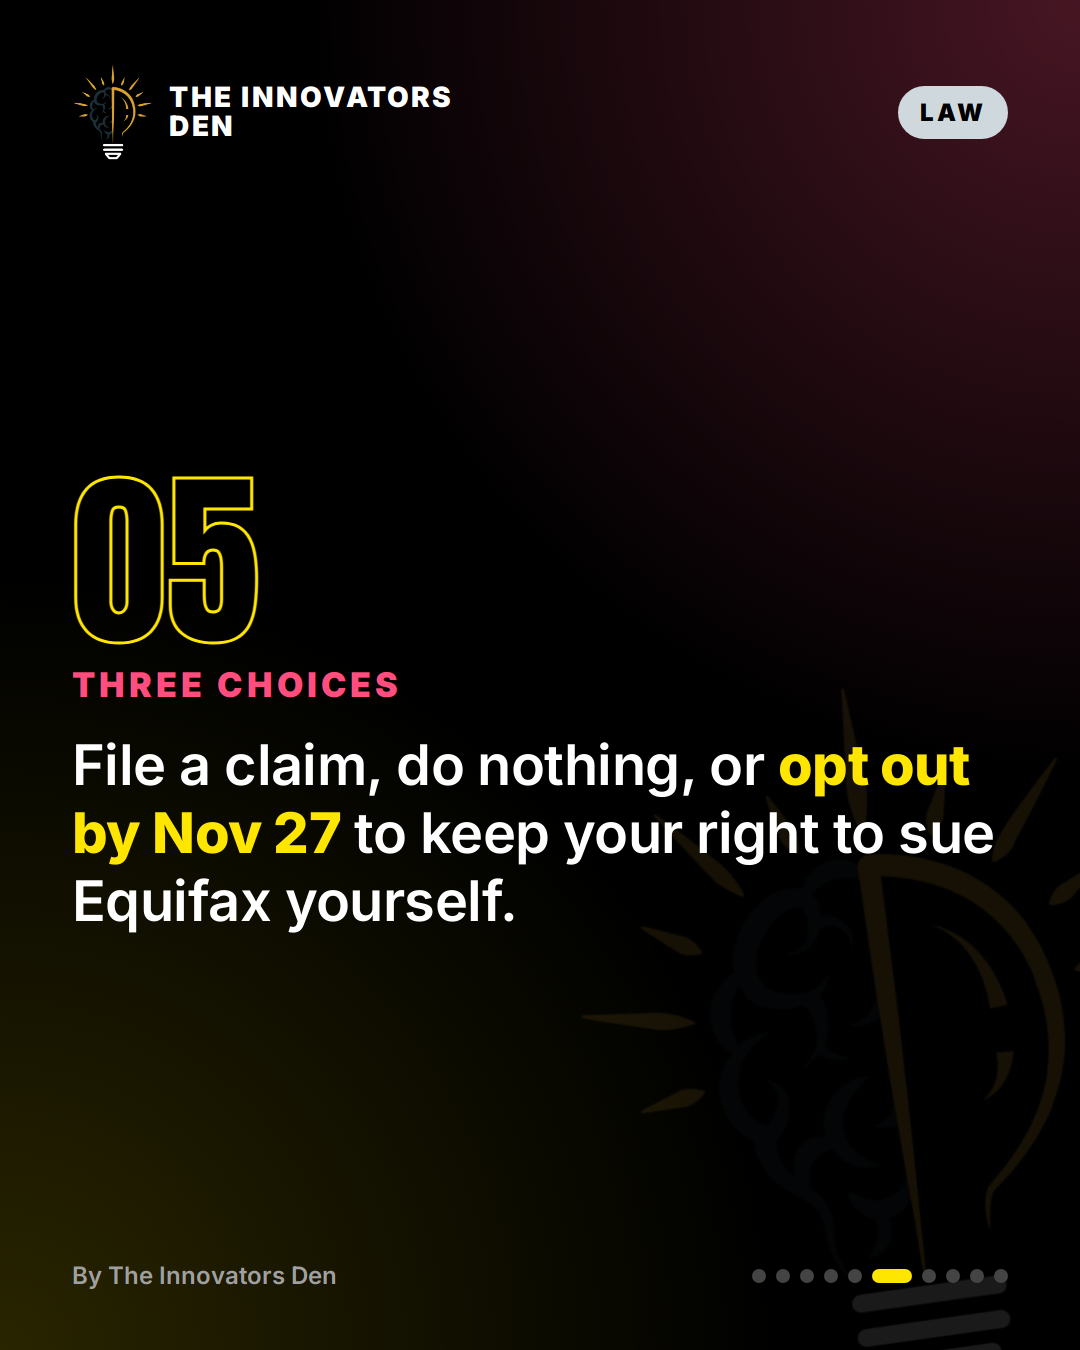 THE INNOVATORS
DEN
LAW
05
THREE CHOICES
File a claim, do nothing, or opt out
by Nov 27 to keep your right to sue
Equifax yourself.
By The Innovators Den